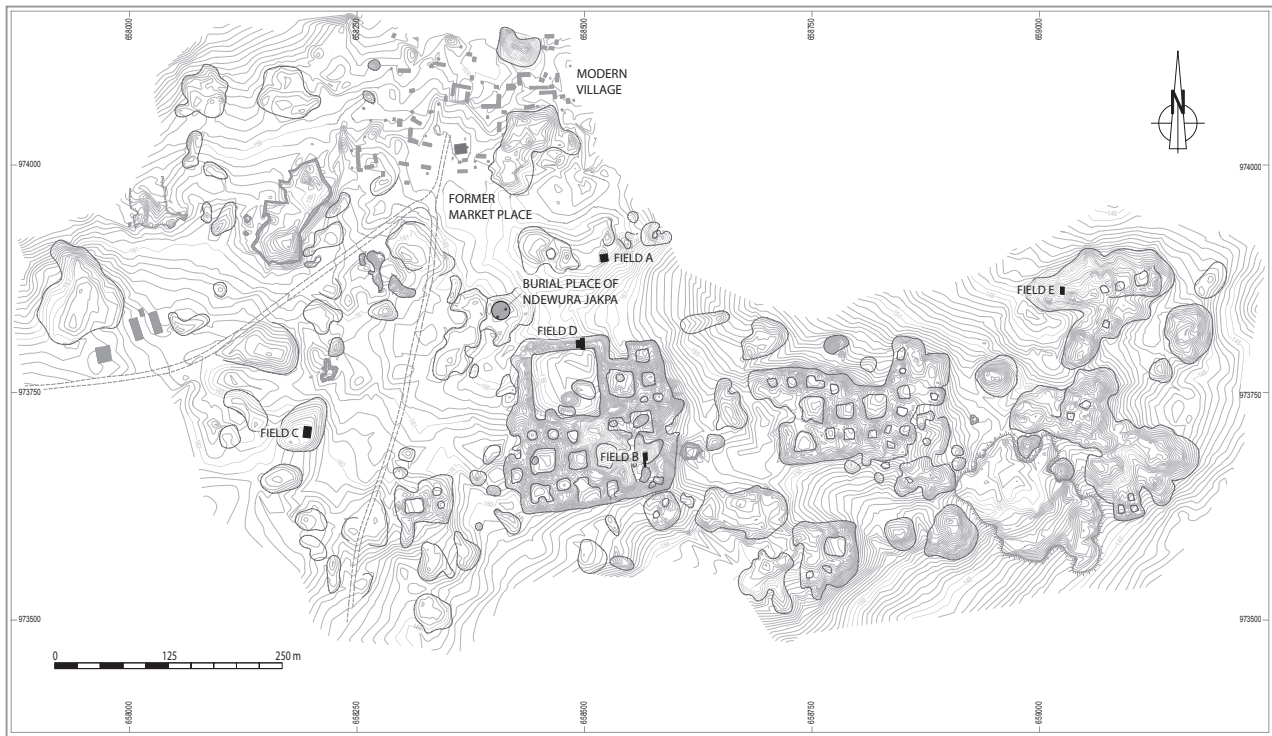 658000
658250
658500
658750
659000
MODERN
VILLAGE
N
974000
974000
FORMER
MARKET PLACE
FIELD A
BURIAL PLACE OF
NDEWURA JAKPA
FIELD E
FIELD D
973750
973750
FIELD C
FIELD B
973500
973500
0
125
250 m
658000
658250
658500
658750
659000